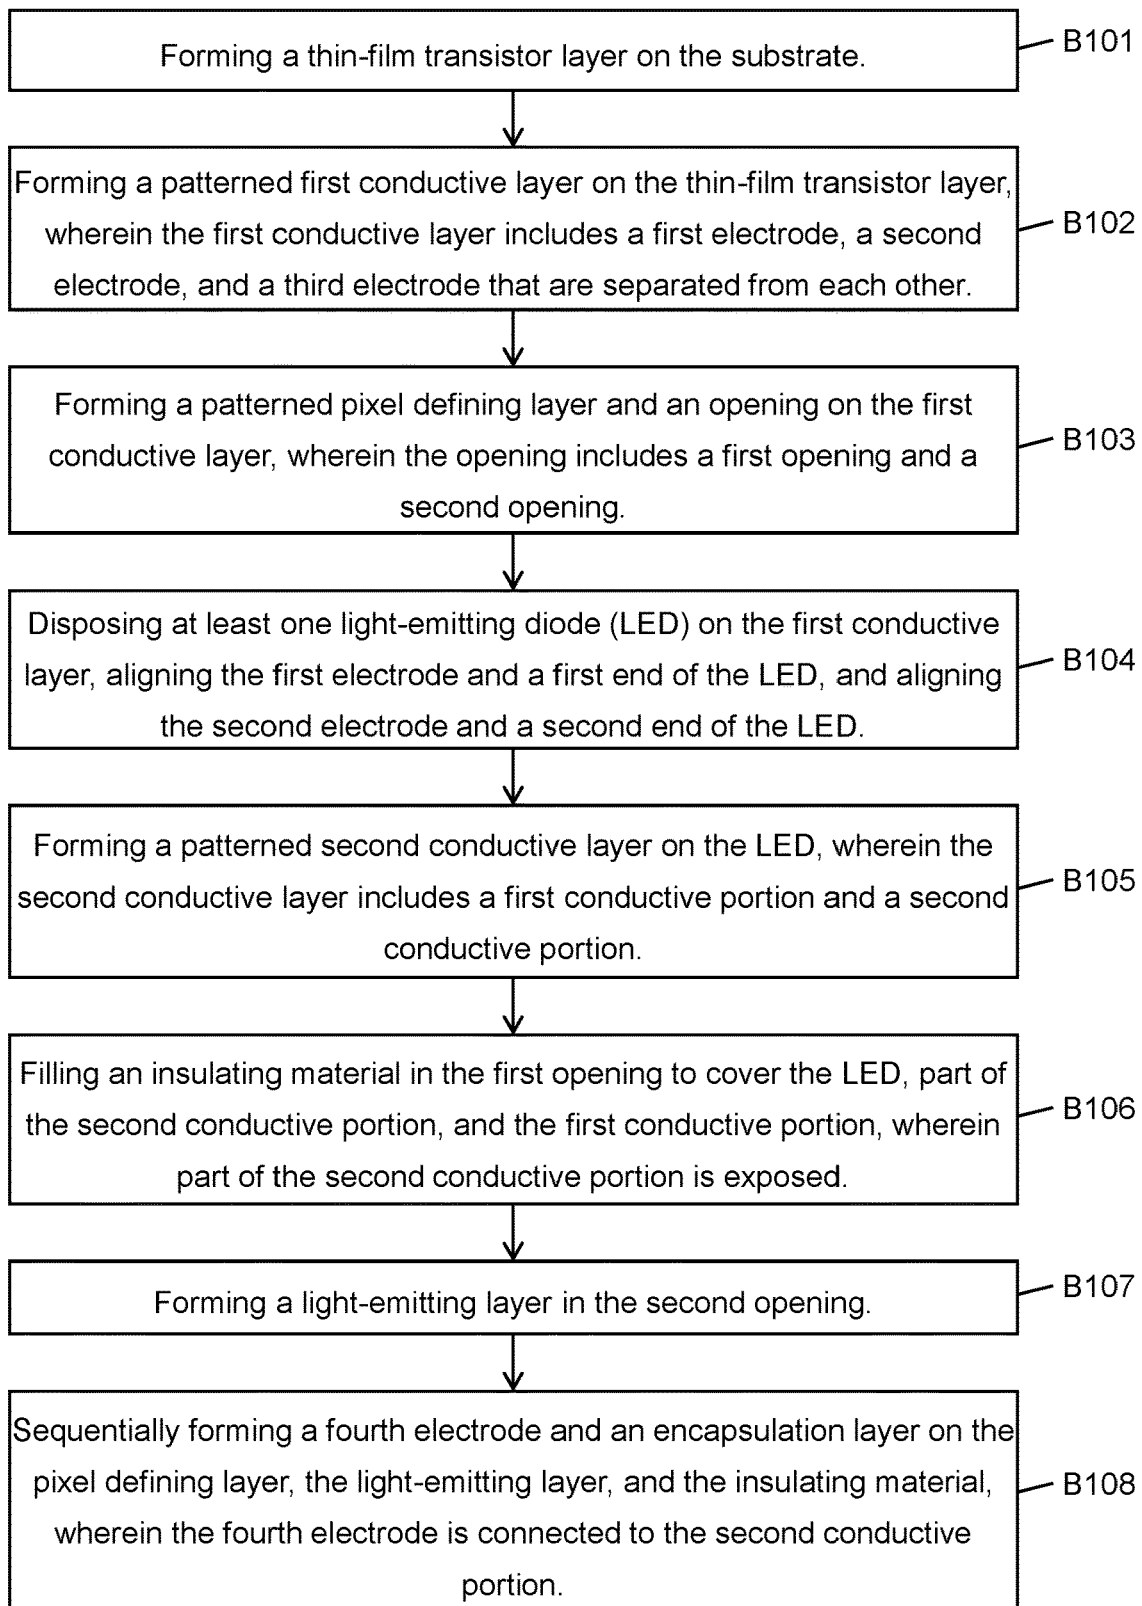 Forming a thin-film transistor layer on the substrate.
B101
Forming a patterned first conductive layer on the thin-film transistor layer,
wherein the first conductive layer includes a first electrode, a second
electrode, and a third electrode that are separated from each other.
B102
Forming a patterned pixel defining layer and an opening on the first
conductive layer, wherein the opening includes a first opening and a
second opening.
B103
Disposing at least one light-emitting diode (LED) on the first conductive
layer, aligning the first electrode and a first end of the LED, and aligning
the second electrode and a second end of the LED.
B104
Forming a patterned second conductive layer on the LED, wherein the
second conductive layer includes a first conductive portion and a second
conductive portion.
B105
Filling an insulating material in the first opening to cover the LED, part of
the second conductive portion, and the first conductive portion, wherein
part of the second conductive portion is exposed.
B106
Forming a light-emitting layer in the second opening.
B107
Sequentially forming a fourth electrode and an encapsulation layer on the
pixel defining layer, the light-emitting layer, and the insulating material,
wherein the fourth electrode is connected to the second conductive
portion.
B108